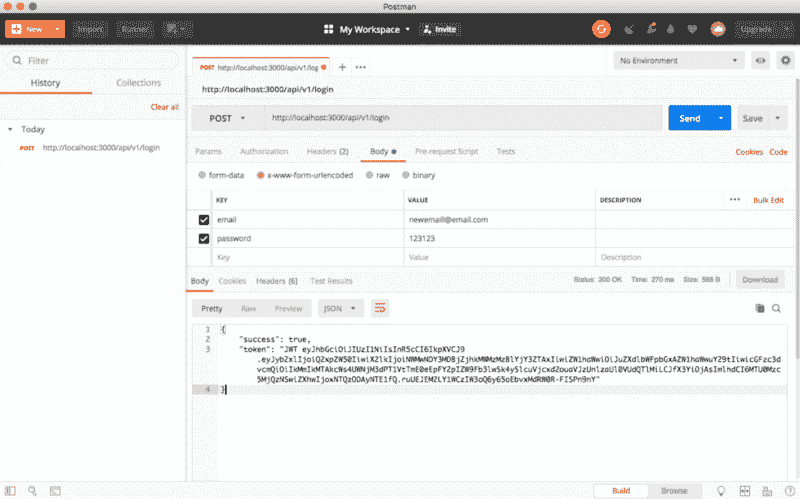 Postman
New
Import
Runner
My Workspace
Invite
Upgrade
Filter
History
Collections
Clear all
Today
POST http://localhost:3000/api/v1/login
POST http://localhost:3000/api/v1/log
No Environment
http://localhost:3000/api/v1/login
POST
http://localhost:3000/api/v1/login
Send
Save
Params
Authorization
Headers (2)
Body
Pre-request Script
Tests
Cookies
Code
form-data
x-www-form-urlencoded
raw
binary
KEY
VALUE
DESCRIPTION
Bulk Edit
email
newemaill@email.com
password
123123
Key
Value
Description
Body
Cookies
Headers (6)
Test Results
Status: 200 OK
Time: 270 ms
Size: 566 B
Download
Pretty
Raw
Preview
JSON
1 {
2 "success": true,
3 "token": "JWT eyJhbGciOiJIUzI1NiIsInR5cCI6IkpXVCJ9
4 }
Build
Browse